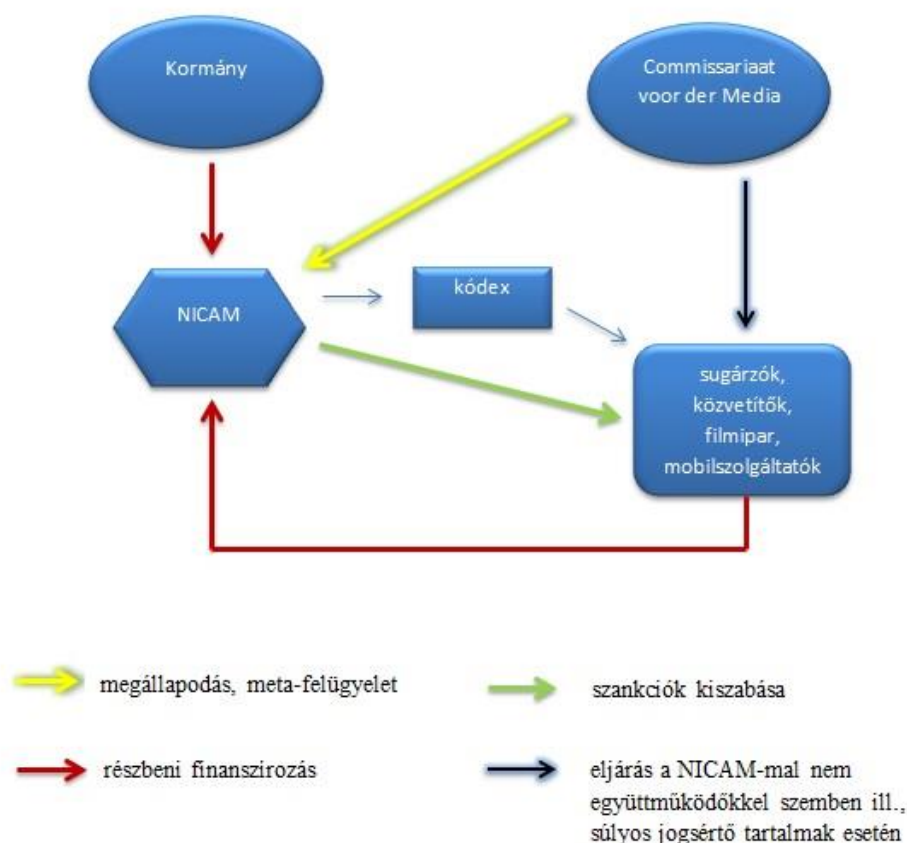 Kormány
Commissariaat
voor der Media
NICAM
kódex
sugárzók,
közvetítők,
filmipar,
mobilszolgáltatók
megállapodás, meta-felügyelet
szankciók kiszabása
részbeni finanszírozás
eljárás a NICAM-mal nem
együttműködőkkel szemben ill.,
súlyos jogsértő tartalmak esetén